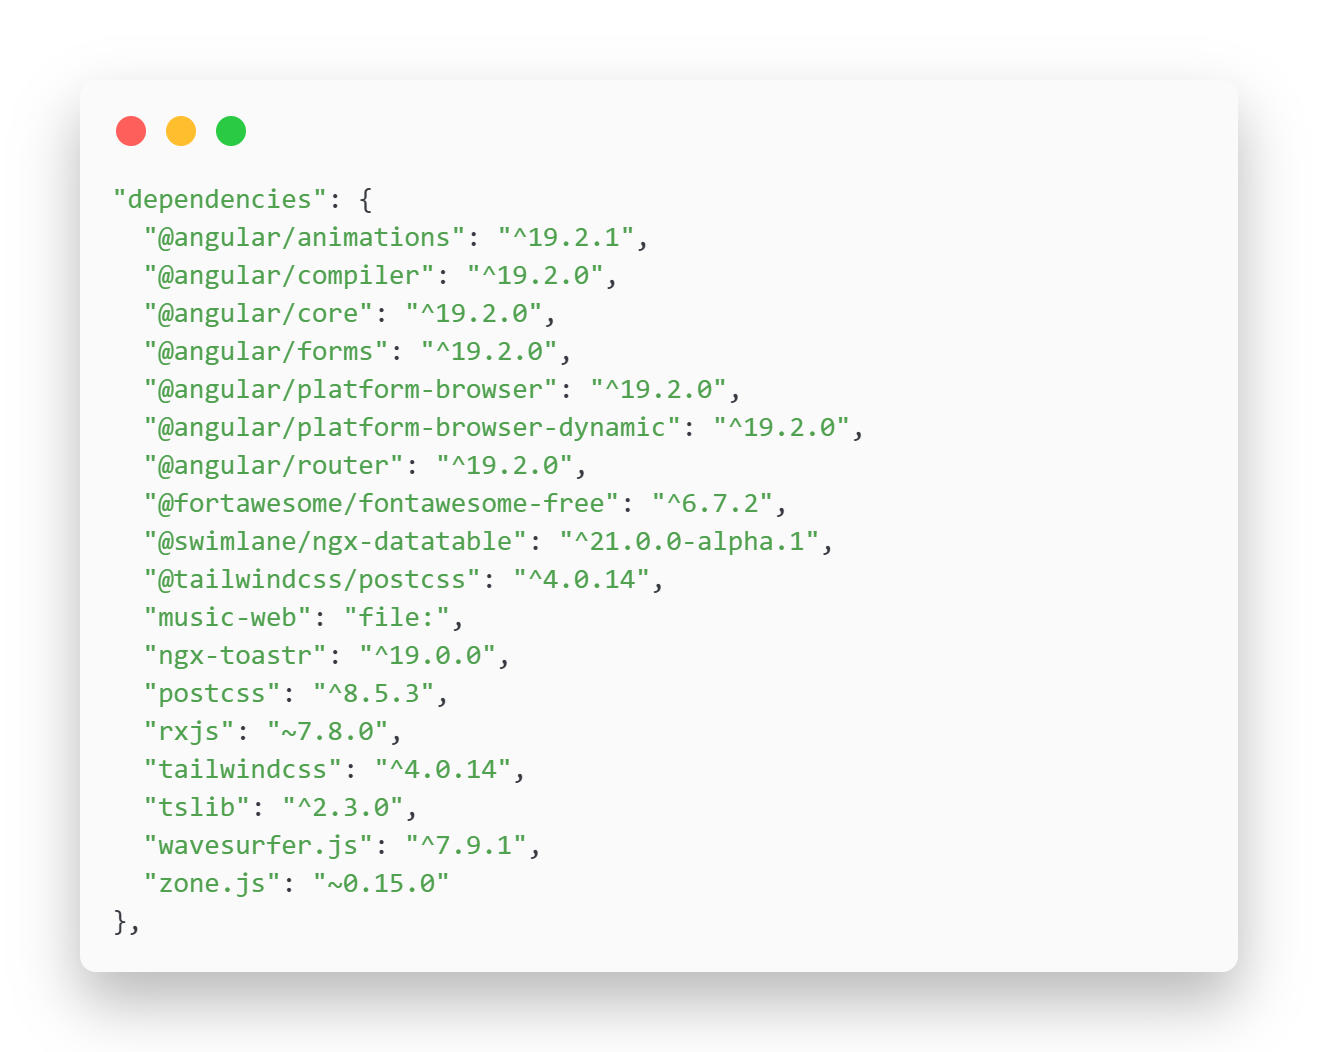 "dependencies": {
  "@angular/animations": "^19.2.1",
  "@angular/compiler": "^19.2.0",
  "@angular/core": "^19.2.0",
  "@angular/forms": "^19.2.0",
  "@angular/platform-browser": "^19.2.0",
  "@angular/platform-browser-dynamic": "^19.2.0",
  "@angular/router": "^19.2.0",
  "@fortawesome/fontawesome-free": "^6.7.2",
  "@swimlane/ngx-datatable": "^21.0.0-alpha.1",
  "@tailwindcss/postcss": "^4.0.14",
  "music-web": "file:",
  "ngx-toastr": "^19.0.0",
  "postcss": "^8.5.3",
  "rxjs": "~7.8.0",
  "tailwindcss": "^4.0.14",
  "tslib": "^2.3.0",
  "wavesurfer.js": "^7.9.1",
  "zone.js": "~0.15.0"
},